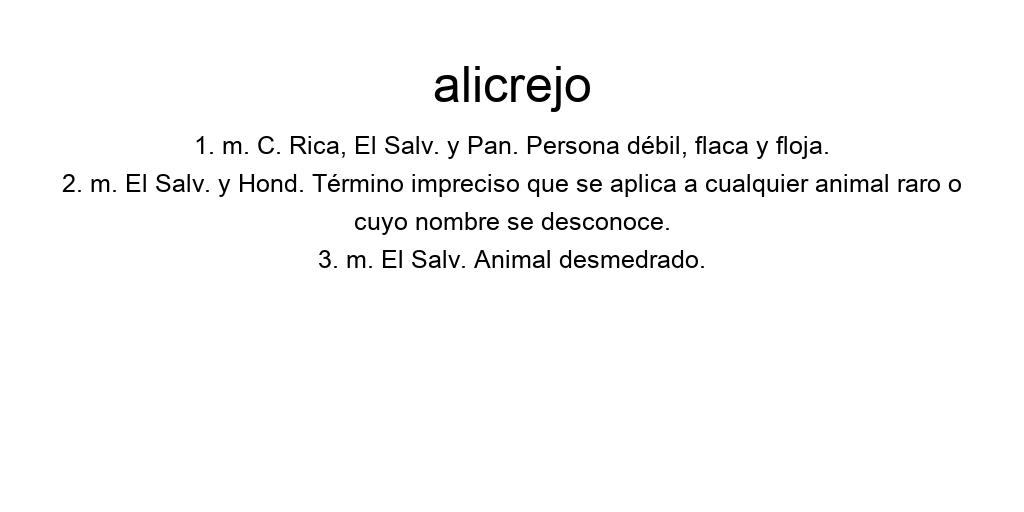 alicrejo
1. m. C. Rica, El Salv. y Pan. Persona débil, flaca y floja.
2. m. El Salv. y Hond. Término impreciso que se aplica a cualquier animal raro o
cuyo nombre se desconoce.
3. m. El Salv. Animal desmedrado.